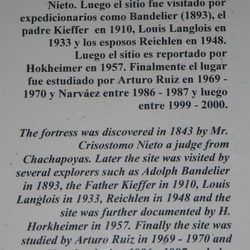 Nieto. Luego el sitio fue visitado por
expedicionarios como Bandelier (1893), el
padre Kieffer en 1910, Louis Langlois en
1933 y los esposos Reichlen en 1948.
Luego el sitio es reportado por
Hokheimer en 1957. Finalmente el lugar
fue estudiado por Arturo Ruiz en 1969 -
1970 y Narváez entre 1986 - 1987 y luego
entre 1999 - 2000.
The fortress was discovered in 1843 by Mr.
Crisostomo Nieto a judge from
Chachapoyas. Later the site was visited by
several explorers such as Adolph Bandelier
in 1893, the Father Kieffer in 1910, Louis
Langlois in 1933, Reichlen in 1948 and the
site was further documented by H.
Horkheimer in 1957. Finally the site was
studied by Arturo Ruiz in 1969 - 1970 and